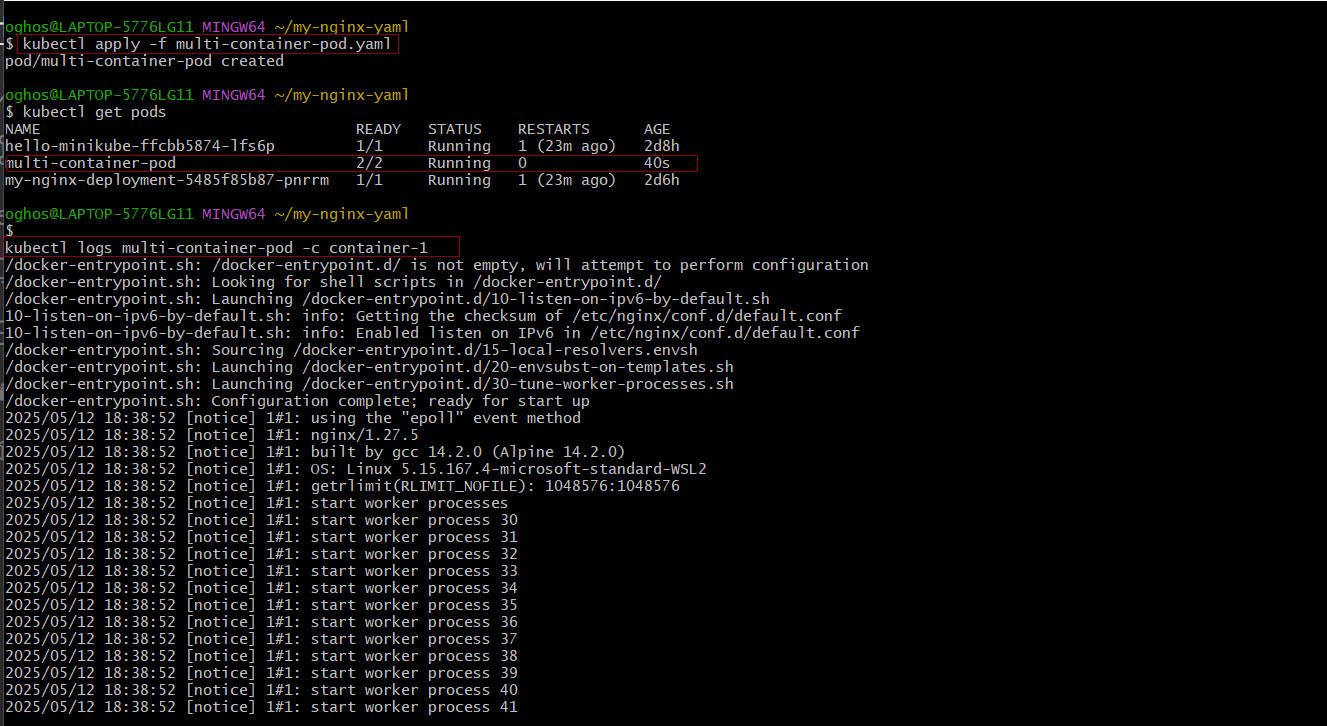 oghos@LAPTOP-5776LG11 MINGW64 ~/my-nginx-yaml
$ kubectl apply -f multi-container-pod.yaml
pod/multi-container-pod created
oghos@LAPTOP-5776LG11 MINGW64 ~/my-nginx-yaml
$ kubectl get pods
NAME READY STATUS RESTARTS AGE
hello-minikube-ffcbb5874-lfs6p 1/1 Running 1 (23m ago) 2d8h
multi-container-pod 2/2 Running 0 40s
my-nginx-deployment-5485f85b87-pnrrm 1/1 Running 1 (23m ago) 2d6h
oghos@LAPTOP-5776LG11 MINGW64 ~/my-nginx-yaml
$
kubectl logs multi-container-pod -c container-1
/docker-entrypoint.sh: /docker-entrypoint.d/ is not empty, will attempt to perform configuration
/docker-entrypoint.sh: Looking for shell scripts in /docker-entrypoint.d/
/docker-entrypoint.sh: Launching /docker-entrypoint.d/10-listen-on-ipv6-by-default.sh
10-listen-on-ipv6-by-default.sh: info: Getting the checksum of /etc/nginx/conf.d/default.conf
10-listen-on-ipv6-by-default.sh: info: Enabled listen on IPv6 in /etc/nginx/conf.d/default.conf
/docker-entrypoint.sh: Sourcing /docker-entrypoint.d/15-local-resolvers.envsh
/docker-entrypoint.sh: Launching /docker-entrypoint.d/20-envsubst-on-templates.sh
/docker-entrypoint.sh: Launching /docker-entrypoint.d/30-tune-worker-processes.sh
/docker-entrypoint.sh: Configuration complete; ready for start up
2025/05/12 18:38:52 [notice] 1#1: using the "epoll" event method
2025/05/12 18:38:52 [notice] 1#1: nginx/1.27.5
2025/05/12 18:38:52 [notice] 1#1: built by gcc 14.2.0 (Alpine 14.2.0)
2025/05/12 18:38:52 [notice] 1#1: OS: Linux 5.15.167.4-microsoft-standard-WSL2
2025/05/12 18:38:52 [notice] 1#1: getrlimit(RLIMIT_NOFILE): 1048576:1048576
2025/05/12 18:38:52 [notice] 1#1: start worker processes
2025/05/12 18:38:52 [notice] 1#1: start worker process 30
2025/05/12 18:38:52 [notice] 1#1: start worker process 31
2025/05/12 18:38:52 [notice] 1#1: start worker process 32
2025/05/12 18:38:52 [notice] 1#1: start worker process 33
2025/05/12 18:38:52 [notice] 1#1: start worker process 34
2025/05/12 18:38:52 [notice] 1#1: start worker process 35
2025/05/12 18:38:52 [notice] 1#1: start worker process 36
2025/05/12 18:38:52 [notice] 1#1: start worker process 37
2025/05/12 18:38:52 [notice] 1#1: start worker process 38
2025/05/12 18:38:52 [notice] 1#1: start worker process 39
2025/05/12 18:38:52 [notice] 1#1: start worker process 40
2025/05/12 18:38:52 [notice] 1#1: start worker process 41